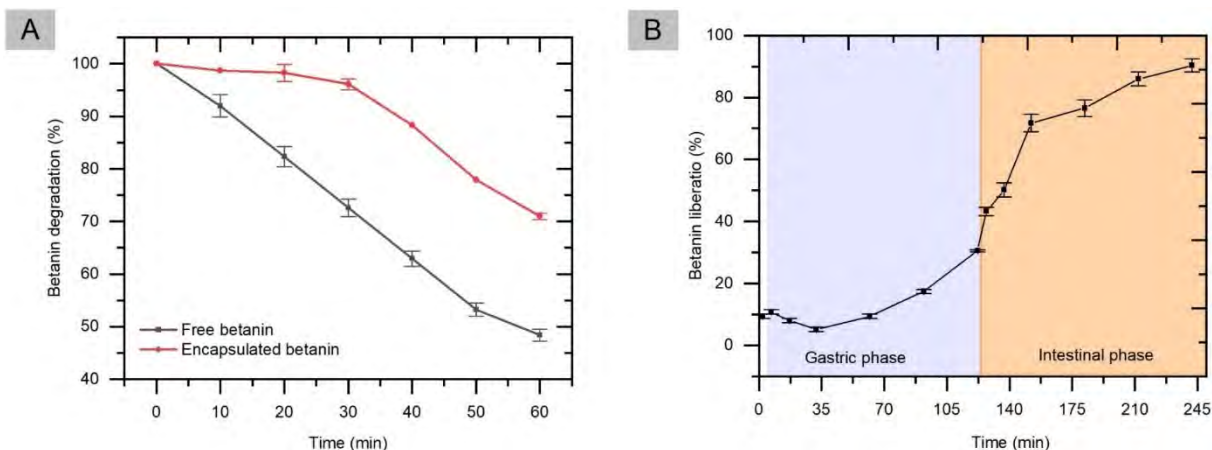 A
Betanin degradation (%)
100
90
80
70
60
50
40
Free betanin
Encapsulated betanin
0 10 20 30 40 50 60
Time (min)
B
Betanin liberatio (%)
100
80
60
40
20
0
Gastric phase
Intestinal phase
0 35 70 105 140 175 210 245
Time (min)